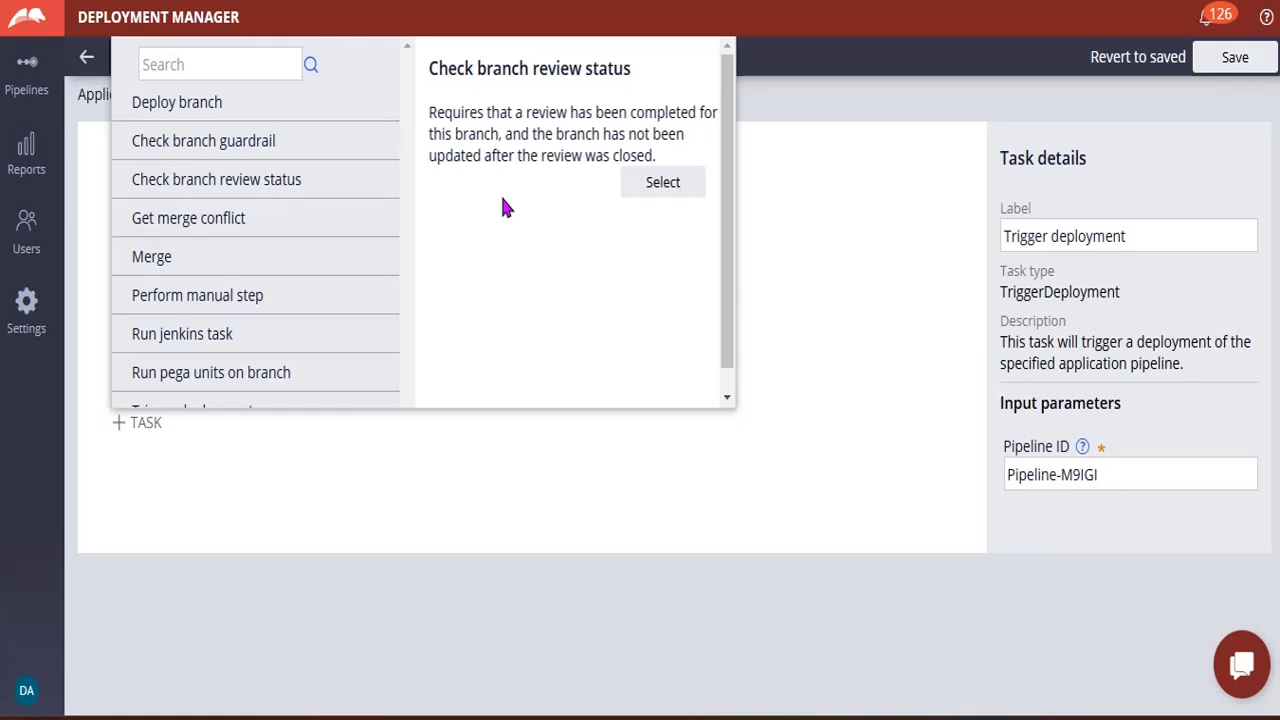 DEPLOYMENT MANAGER
126
Pipelines
Reports
Users
Settings
DA
Revert to saved
Save
Search
Deploy branch
Check branch guardrail
Check branch review status
Get merge conflict
Merge
Perform manual step
Run jenkins task
Run pega units on branch
Check branch review status
Requires that a review has been completed for
this branch, and the branch has not been
updated after the review was closed.
Select
+ TASK
Task details
Label
Trigger deployment
Task type
TriggerDeployment
Description
This task will trigger a deployment of the
specified application pipeline.
Input parameters
Pipeline ID ? *
Pipeline-M9IGI